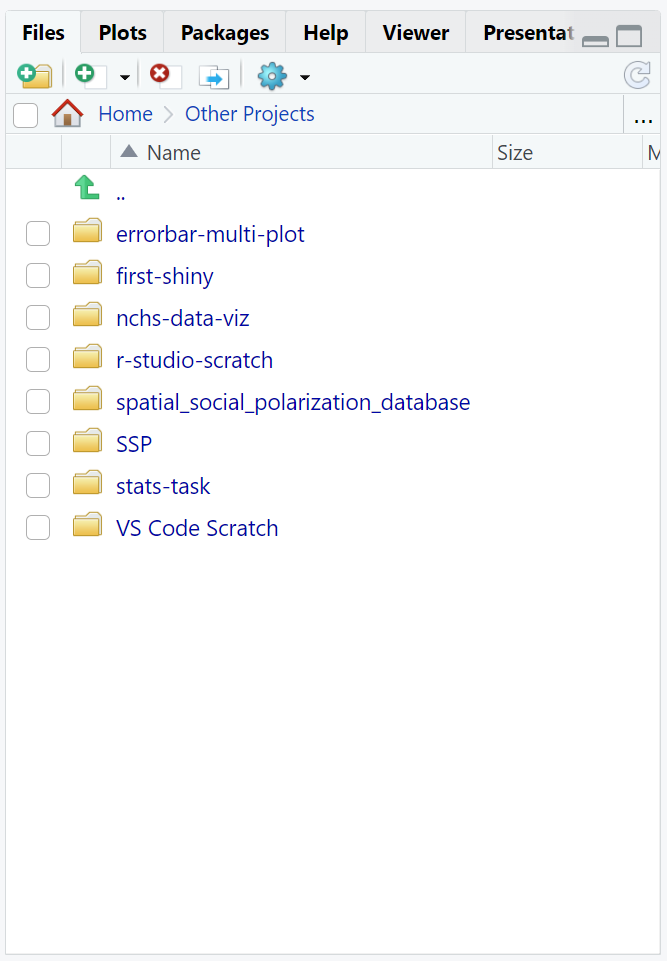 Files Plots Packages Help Viewer Presentat
Home Other Projects ...
Name Size M
..
errorbar-multi-plot
first-shiny
nchs-data-viz
r-studio-scratch
spatial_social_polarization_database
SSP
stats-task
VS Code Scratch